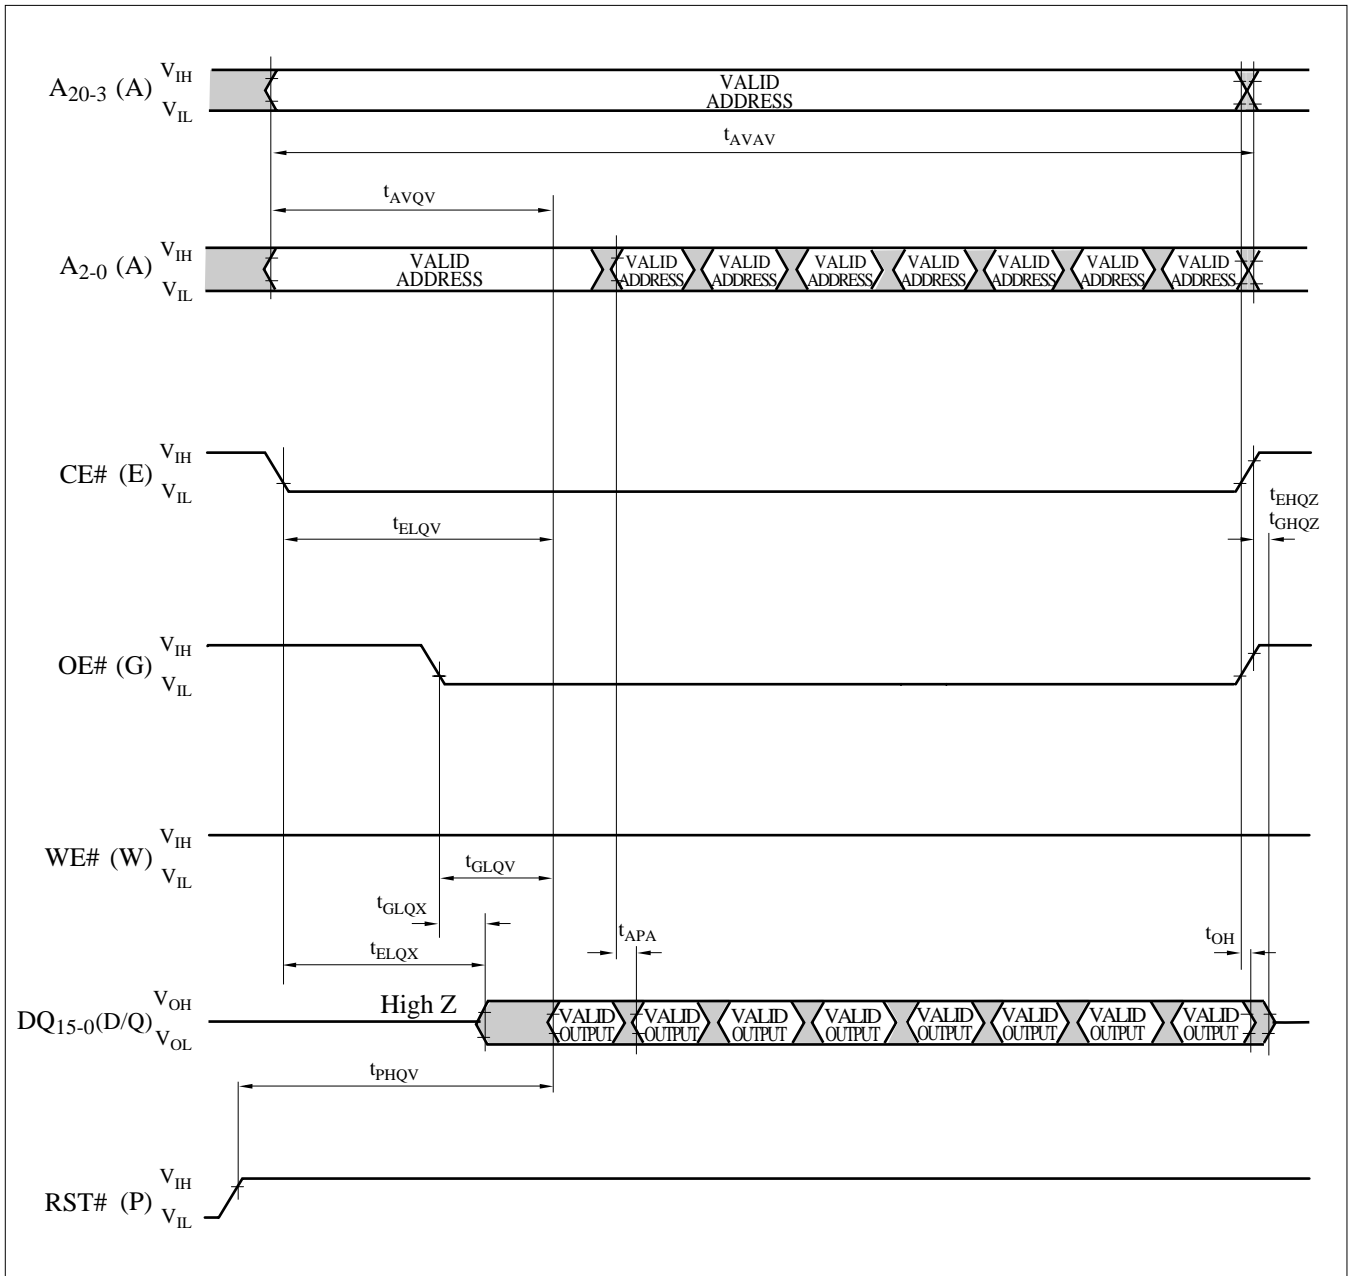 A20-3 (A) VIH VIL
VALID
ADDRESS
tAVAV
tAVQV
A2-0 (A) VIH VIL
VALID VALID VALID VALID VALID VALID VALID VALID
ADDRESS ADDRESS ADDRESS ADDRESS ADDRESS ADDRESS ADDRESS ADDRESS
CE# (E) VIH VIL
tEHQZ
tGHQZ
tELQV
OE# (G) VIH VIL
WE# (W) VIH VIL
tGLQV
tGLQX
tAPA
tOH
tELQX
DQ15-0(D/Q) VOH VOL
High Z
VALID VALID VALID VALID VALID VALID VALID VALID
OUTPUT OUTPUT OUTPUT OUTPUT OUTPUT OUTPUT OUTPUT OUTPUT
tPHQV
RST# (P) VIH VIL